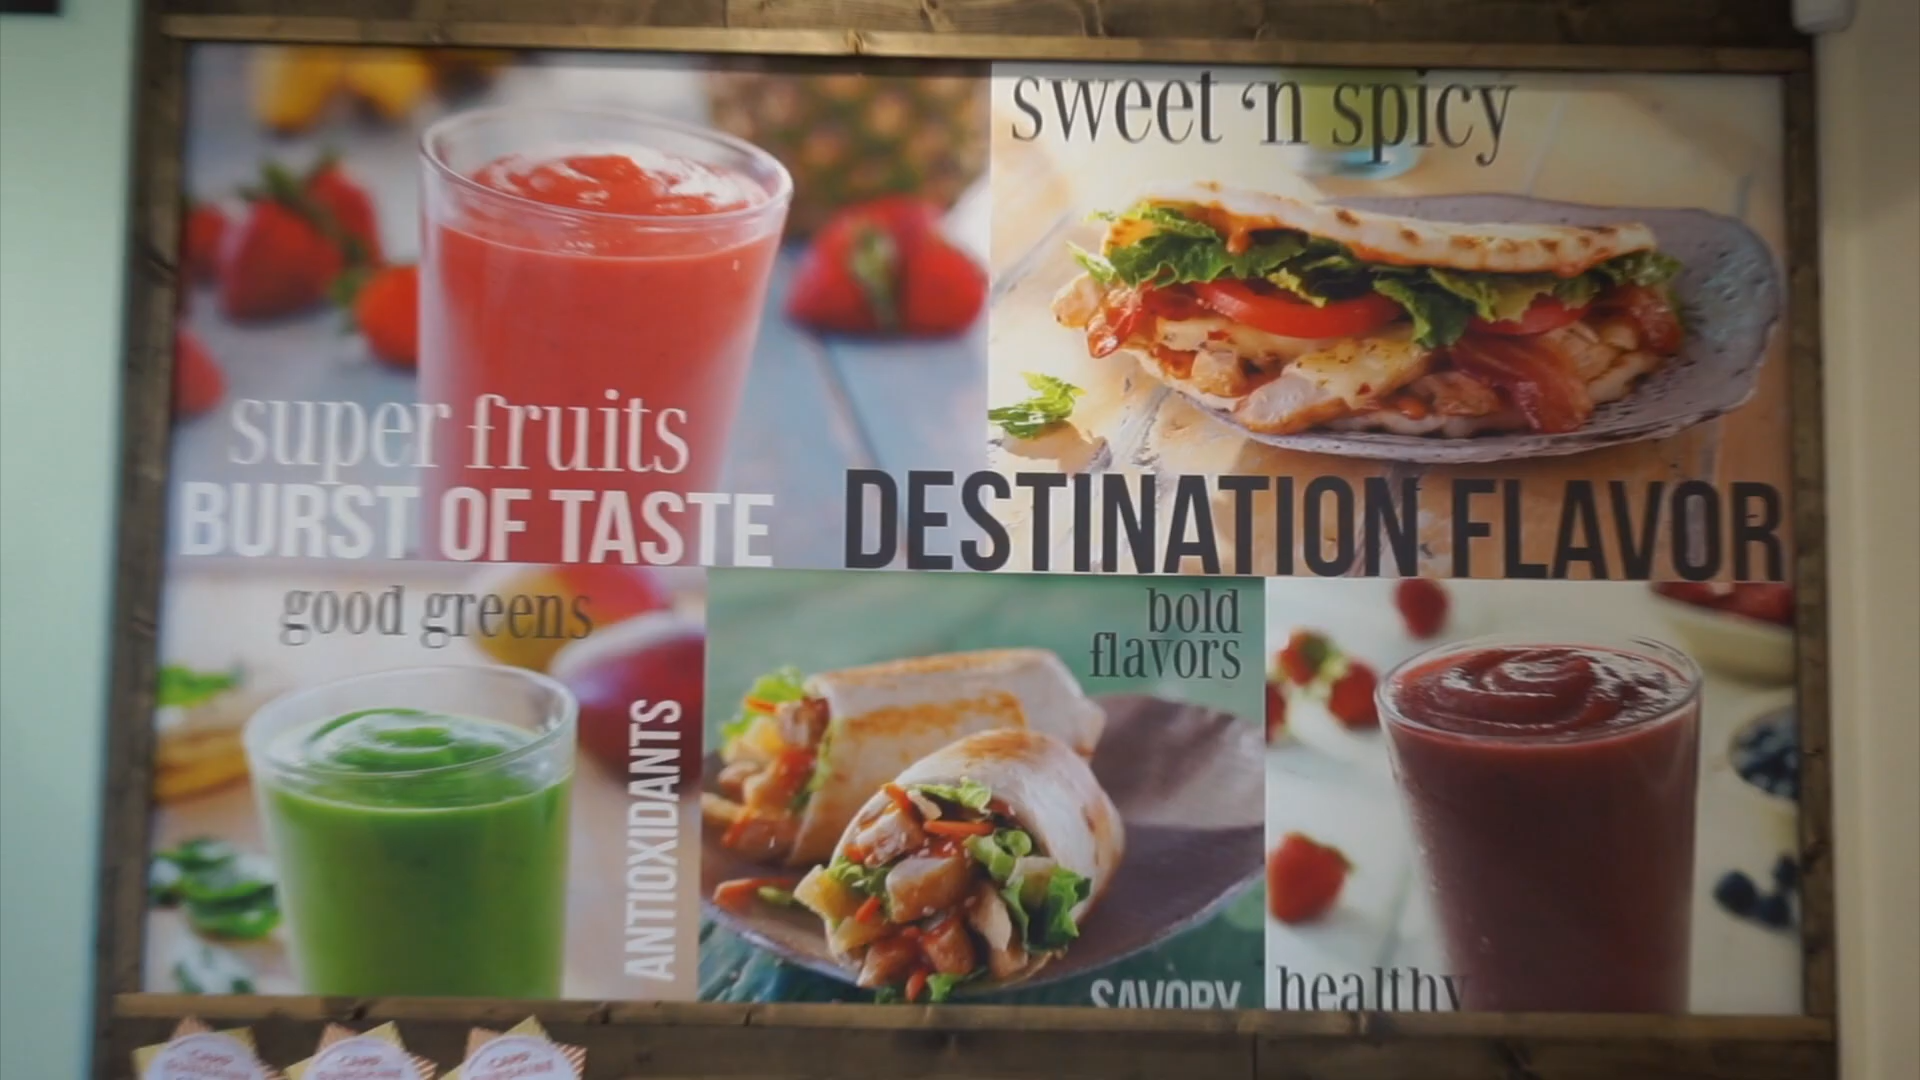 sweet ‘n spicy
super fruits
BURST OF TASTE
DESTINATION FLAVOR
good greens
ANTIOXIDANTS
bold
flavors
SAVORY
healthy